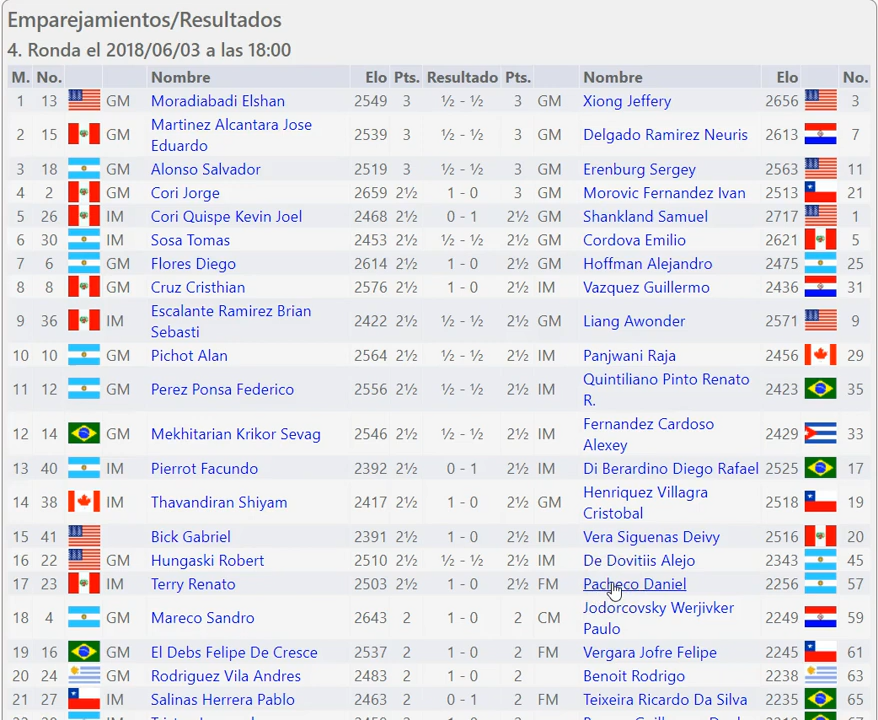 Emparejamientos/Resultados
4. Ronda el 2018/06/03 a las 18:00
M. No. Nombre Elo Pts. Resultado Pts. Nombre Elo No.
1 13 GM Moradiabadi Elshan 2549 3 ½ - ½ 3 GM Xiong Jeffery 2656 3
2 15 GM Martinez Alcantara Jose Eduardo 2539 3 ½ - ½ 3 GM Delgado Ramirez Neuris 2613 7
3 18 GM Alonso Salvador 2519 3 ½ - ½ 3 GM Erenburg Sergey 2563 11
4 2 GM Cori Jorge 2659 2½ 1 - 0 3 GM Morovic Fernandez Ivan 2513 21
5 26 IM Cori Quispe Kevin Joel 2468 2½ 0 - 1 2½ GM Shankland Samuel 2717 1
6 30 IM Sosa Tomas 2453 2½ ½ - ½ 2½ GM Cordova Emilio 2621 5
7 6 GM Flores Diego 2614 2½ 1 - 0 2½ GM Hoffman Alejandro 2475 25
8 8 GM Cruz Cristhian 2576 2½ 1 - 0 2½ IM Vazquez Guillermo 2436 31
9 36 IM Escalante Ramirez Brian Sebasti 2422 2½ ½ - ½ 2½ GM Liang Awonder 2571 9
10 10 GM Pichot Alan 2564 2½ ½ - ½ 2½ IM Panjwani Raja 2456 29
11 12 GM Perez Ponsa Federico 2556 2½ ½ - ½ 2½ IM Quintiliano Pinto Renato R. 2423 35
12 14 GM Mekhitarian Krikor Sevag 2546 2½ ½ - ½ 2½ IM Fernandez Cardoso Alexey 2429 33
13 40 IM Pierrot Facundo 2392 2½ 0 - 1 2½ IM Di Berardino Diego Rafael 2525 17
14 38 IM Thavandiran Shiyam 2417 2½ 1 - 0 2½ GM Henriquez Villagra Cristobal 2518 19
15 41 Bick Gabriel 2391 2½ 1 - 0 2½ IM Vera Siguenas Deivy 2516 20
16 22 GM Hungaski Robert 2510 2½ ½ - ½ 2½ IM De Dovitiis Alejo 2343 45
17 23 IM Terry Renato 2503 2½ 1 - 0 2½ FM Pacheco Daniel 2256 57
18 4 GM Mareco Sandro 2643 2 1 - 0 2 CM Jodorcovsky Werjivker Paulo 2249 59
19 16 GM El Debs Felipe De Cresce 2537 2 1 - 0 2 FM Vergara Jofre Felipe 2245 61
20 24 GM Rodriguez Vila Andres 2483 2 1 - 0 2 Benoit Rodrigo 2238 63
21 27 IM Salinas Herrera Pablo 2463 2 0 - 1 2 FM Teixeira Ricardo Da Silva 2235 65